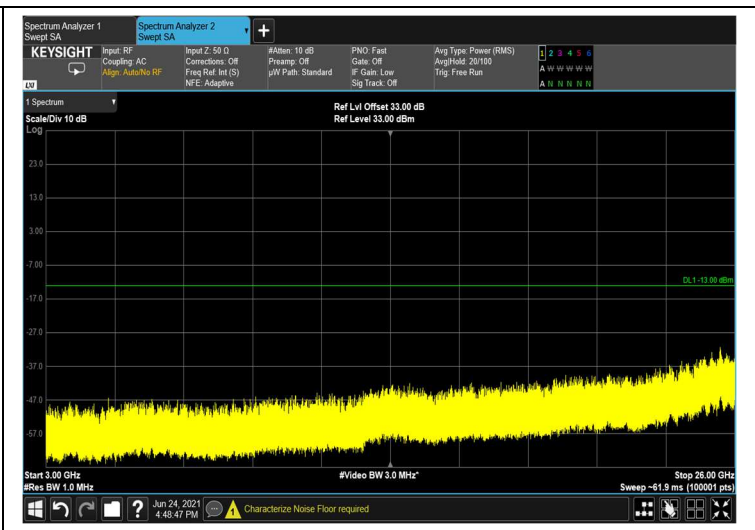 Spectrum Analyzer 1
Swept SA
Spectrum Analyzer 2
Swept SA
+
KEYSIGHT
LXI
Input: RF
Coupling: AC
Align: Auto/No RF
Input Z: 50 Ω
Corrections: Off
Freq Ref: Int (S)
NFE: Adaptive
#Atten: 10 dB
Preamp: Off
µW Path: Standard
PNO: Fast
Gate: Off
IF Gain: Low
Sig Track: Off
Avg Type: Power (RMS)
Avg|Hold: 20/100
Trig: Free Run
1 2 3 4 5 6
A W W W W W
A N N N N N
1 Spectrum
Scale/Div 10 dB
Log
Ref Lvl Offset 33.00 dB
Ref Level 33.00 dBm
23.0
13.0
3.00
-7.00
DL1 -13.00 dBm
-17.0
-27.0
-37.0
-47.0
-57.0
Start 3.00 GHz
#Res BW 1.0 MHz
#Video BW 3.0 MHz*
Stop 26.00 GHz
Sweep ~61.9 ms (100001 pts)
?
Jun 24, 2021
4:48:47 PM
Characterize Noise Floor required